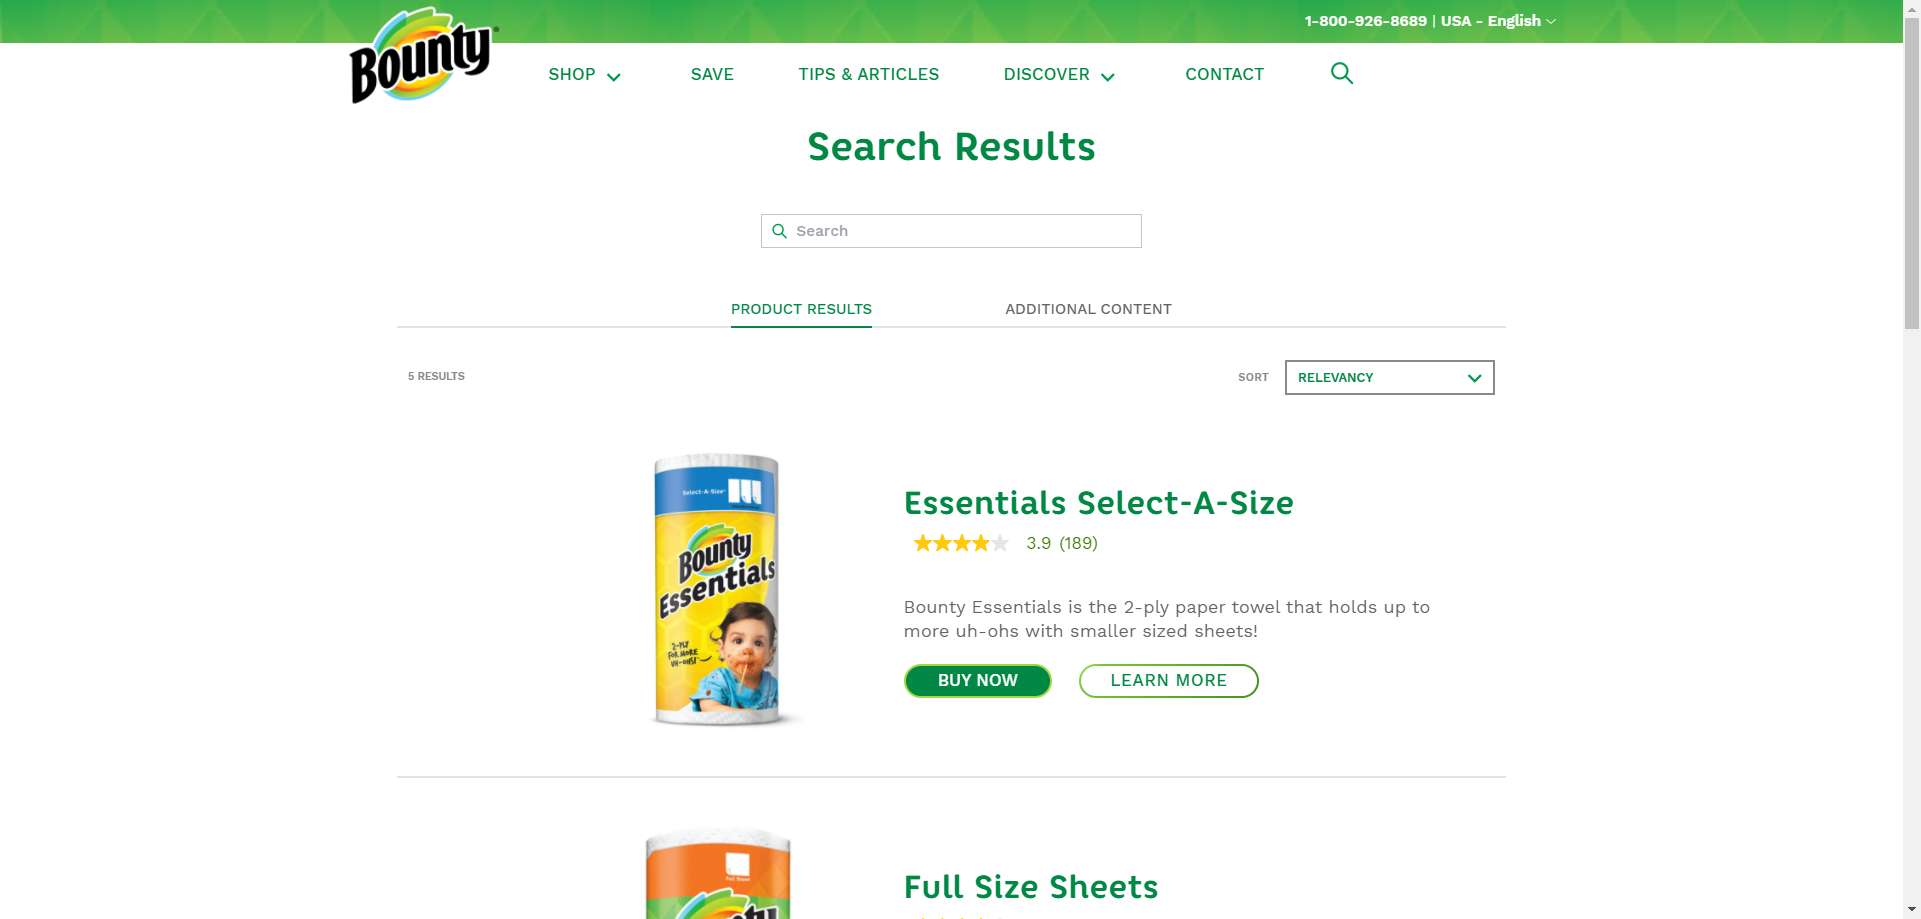 1-800-926-8689 | USA - English
Bounty
SHOP
SAVE
TIPS & ARTICLES
DISCOVER
CONTACT
Search Results
Search
PRODUCT RESULTS
ADDITIONAL CONTENT
5 RESULTS
SORT
RELEVANCY
Select-A-Size
Bounty
Essentials
2-PLY
FOR MORE
UH-OHS!
Essentials Select-A-Size
3.9 (189)
Bounty Essentials is the 2-ply paper towel that holds up to
more uh-ohs with smaller sized sheets!
BUY NOW
LEARN MORE
Full Sheet
Full Size Sheets